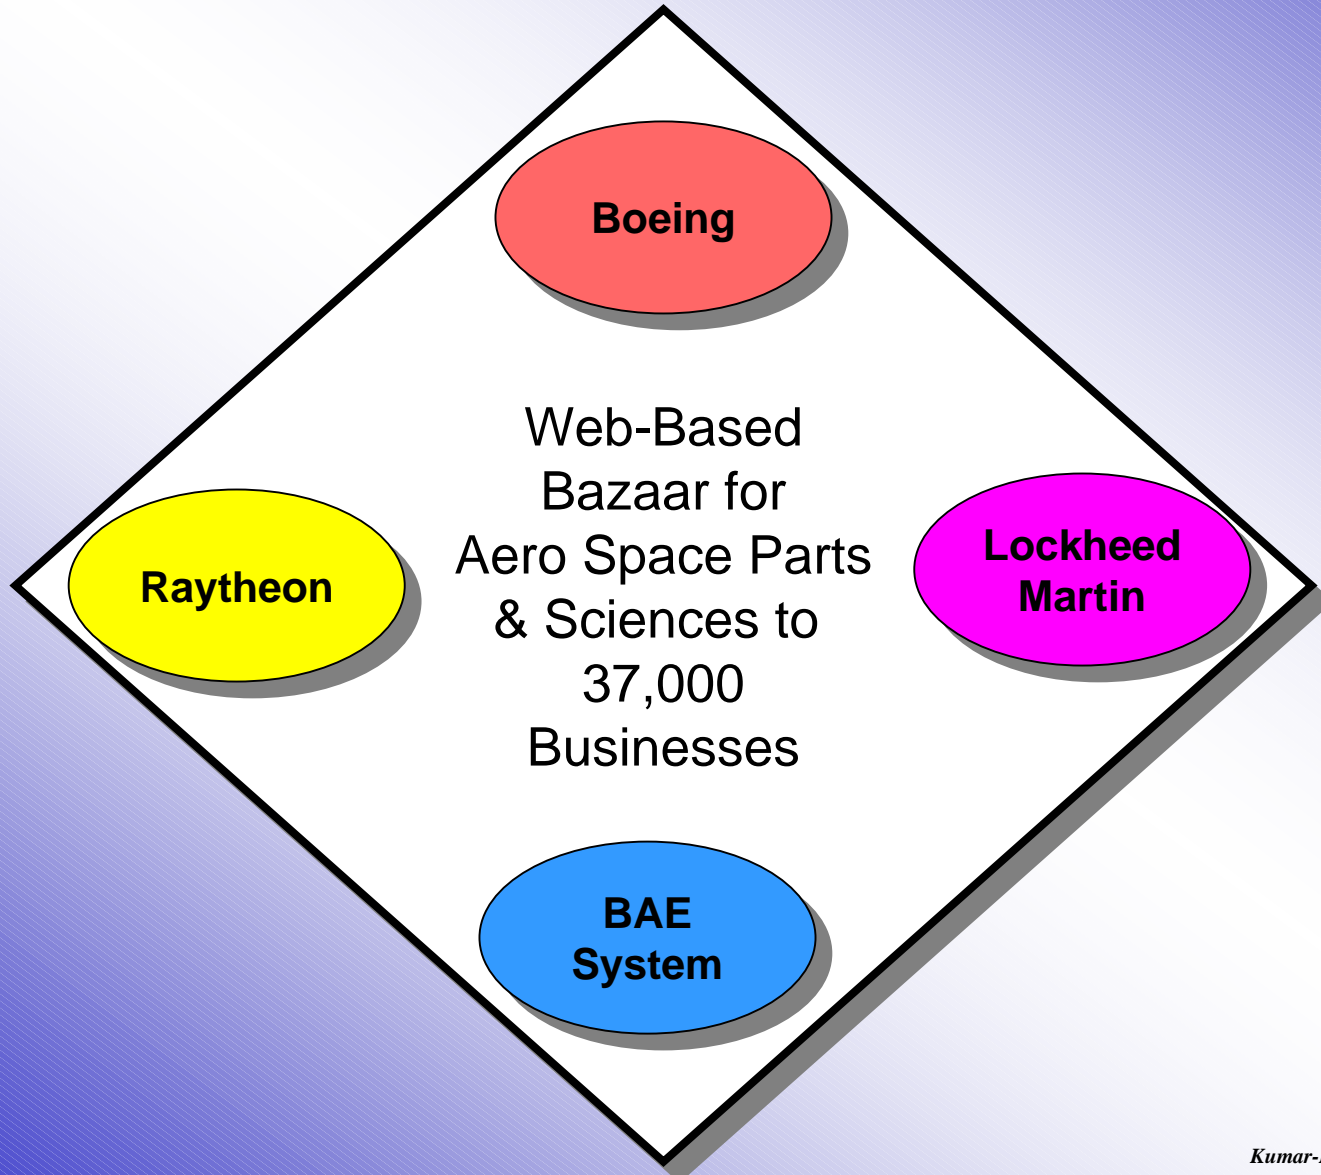 Boeing
Web-Based
Bazaar for
Aero Space Parts
& Sciences to
37,000
Businesses
Raytheon
Lockheed
Martin
BAE
System